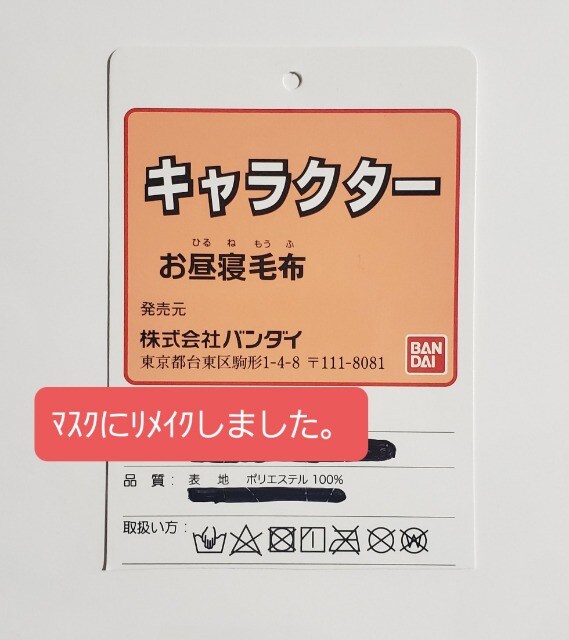 キャラクター
ひる ね もう ふ
お昼寝毛布
発売元
株式会社バンダイ
東京都台東区駒形1-4-8 〒111-8081
BAN
DAI
ﾏｽｸにﾘﾒｲｸしました。
品 質 : 表 地 ポリエステル 100%
取扱い方 :
W